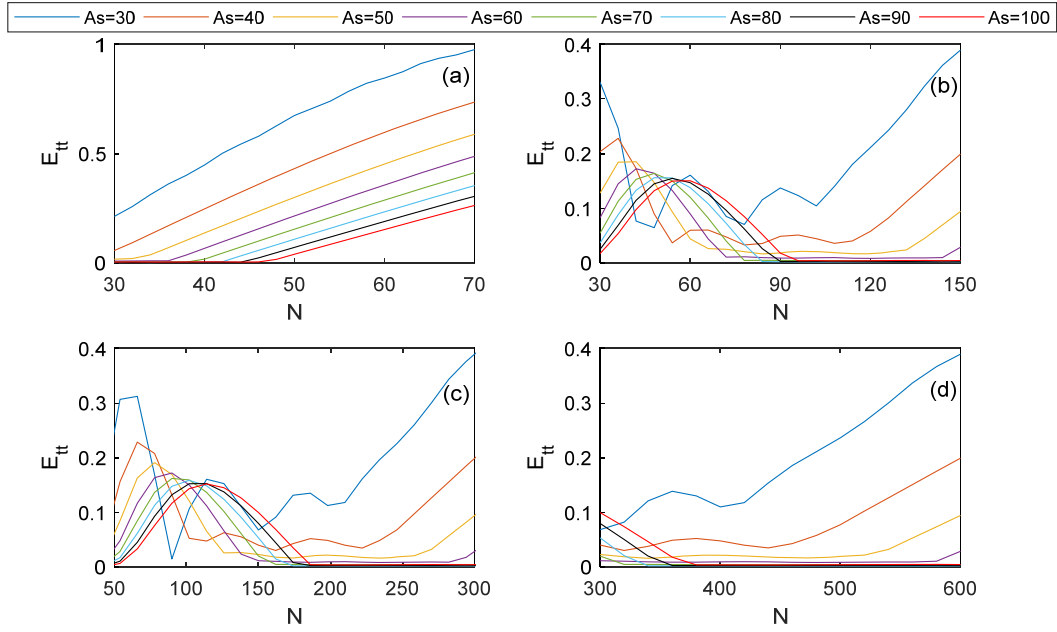 As=30 As=40 As=50 As=60 As=70 As=80 As=90 As=100
(a)
E_tt
1
0.5
0
30 40 50 60 70
N
(b)
E_tt
0.4
0.3
0.2
0.1
0
30 60 90 120 150
N
(c)
E_tt
0.4
0.3
0.2
0.1
0
50 100 150 200 250 300
N
(d)
E_tt
0.4
0.3
0.2
0.1
0
300 400 500 600
N